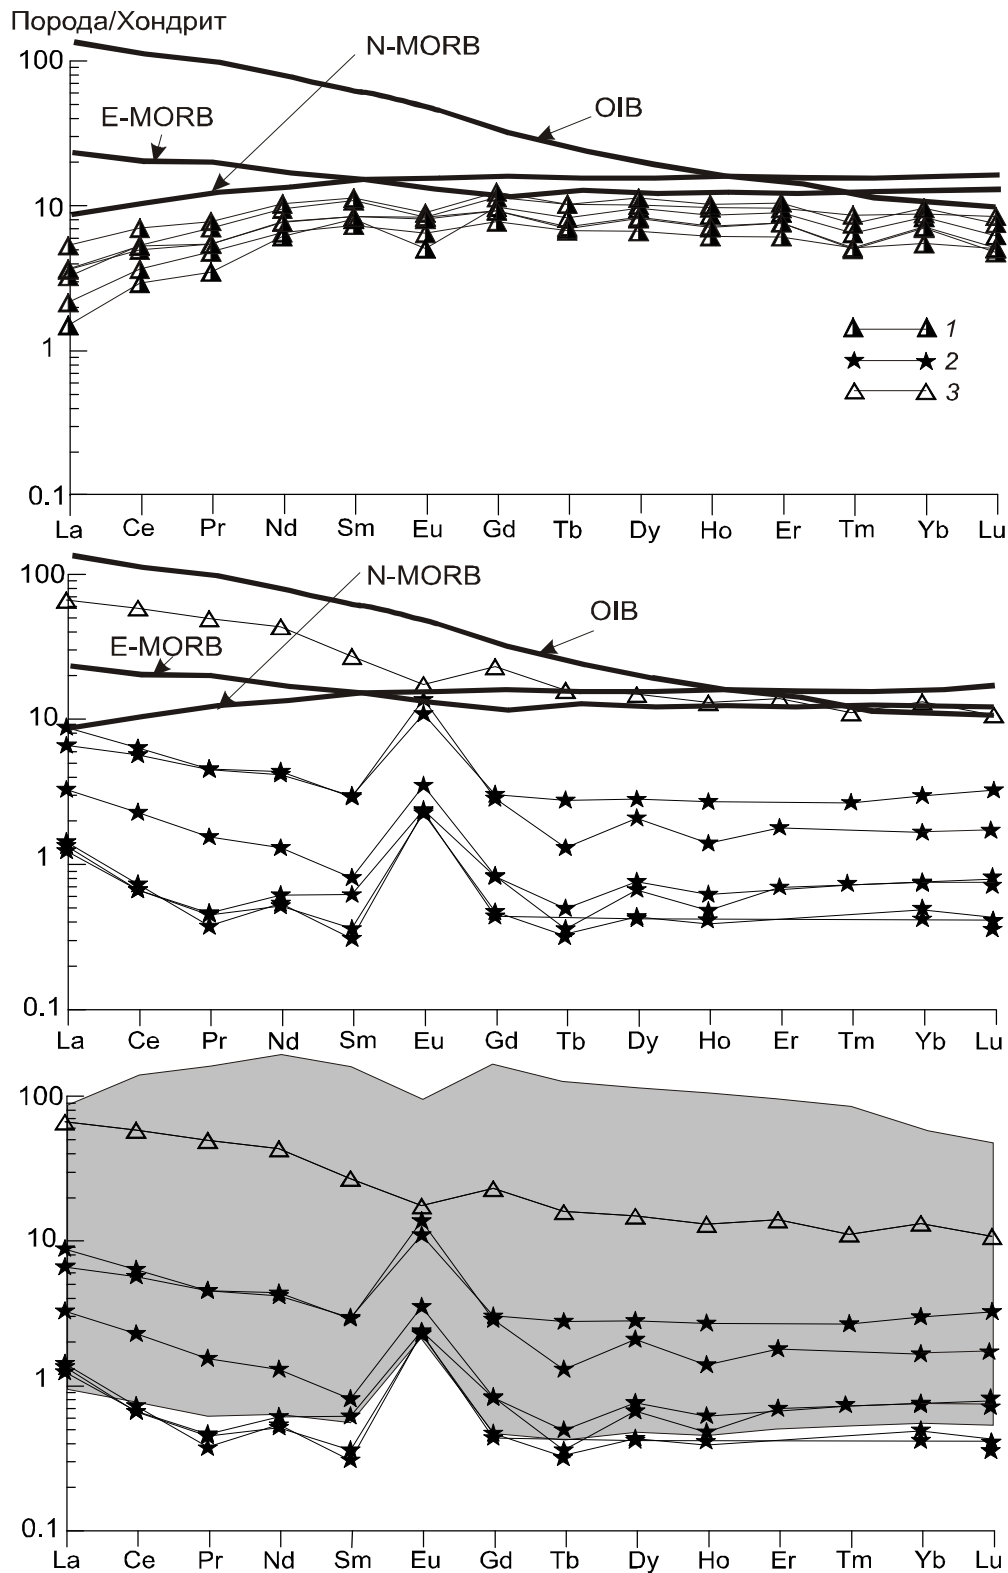 Порода/Хондрит
100
N-MORB
E-MORB
OIB
10
1
1
2
3
0.1
La Ce Pr Nd Sm Eu Gd Tb Dy Ho Er Tm Yb Lu
100
N-MORB
OIB
E-MORB
10
1
0.1
La Ce Pr Nd Sm Eu Gd Tb Dy Ho Er Tm Yb Lu
100
10
1
0.1
La Ce Pr Nd Sm Eu Gd Tb Dy Ho Er Tm Yb Lu